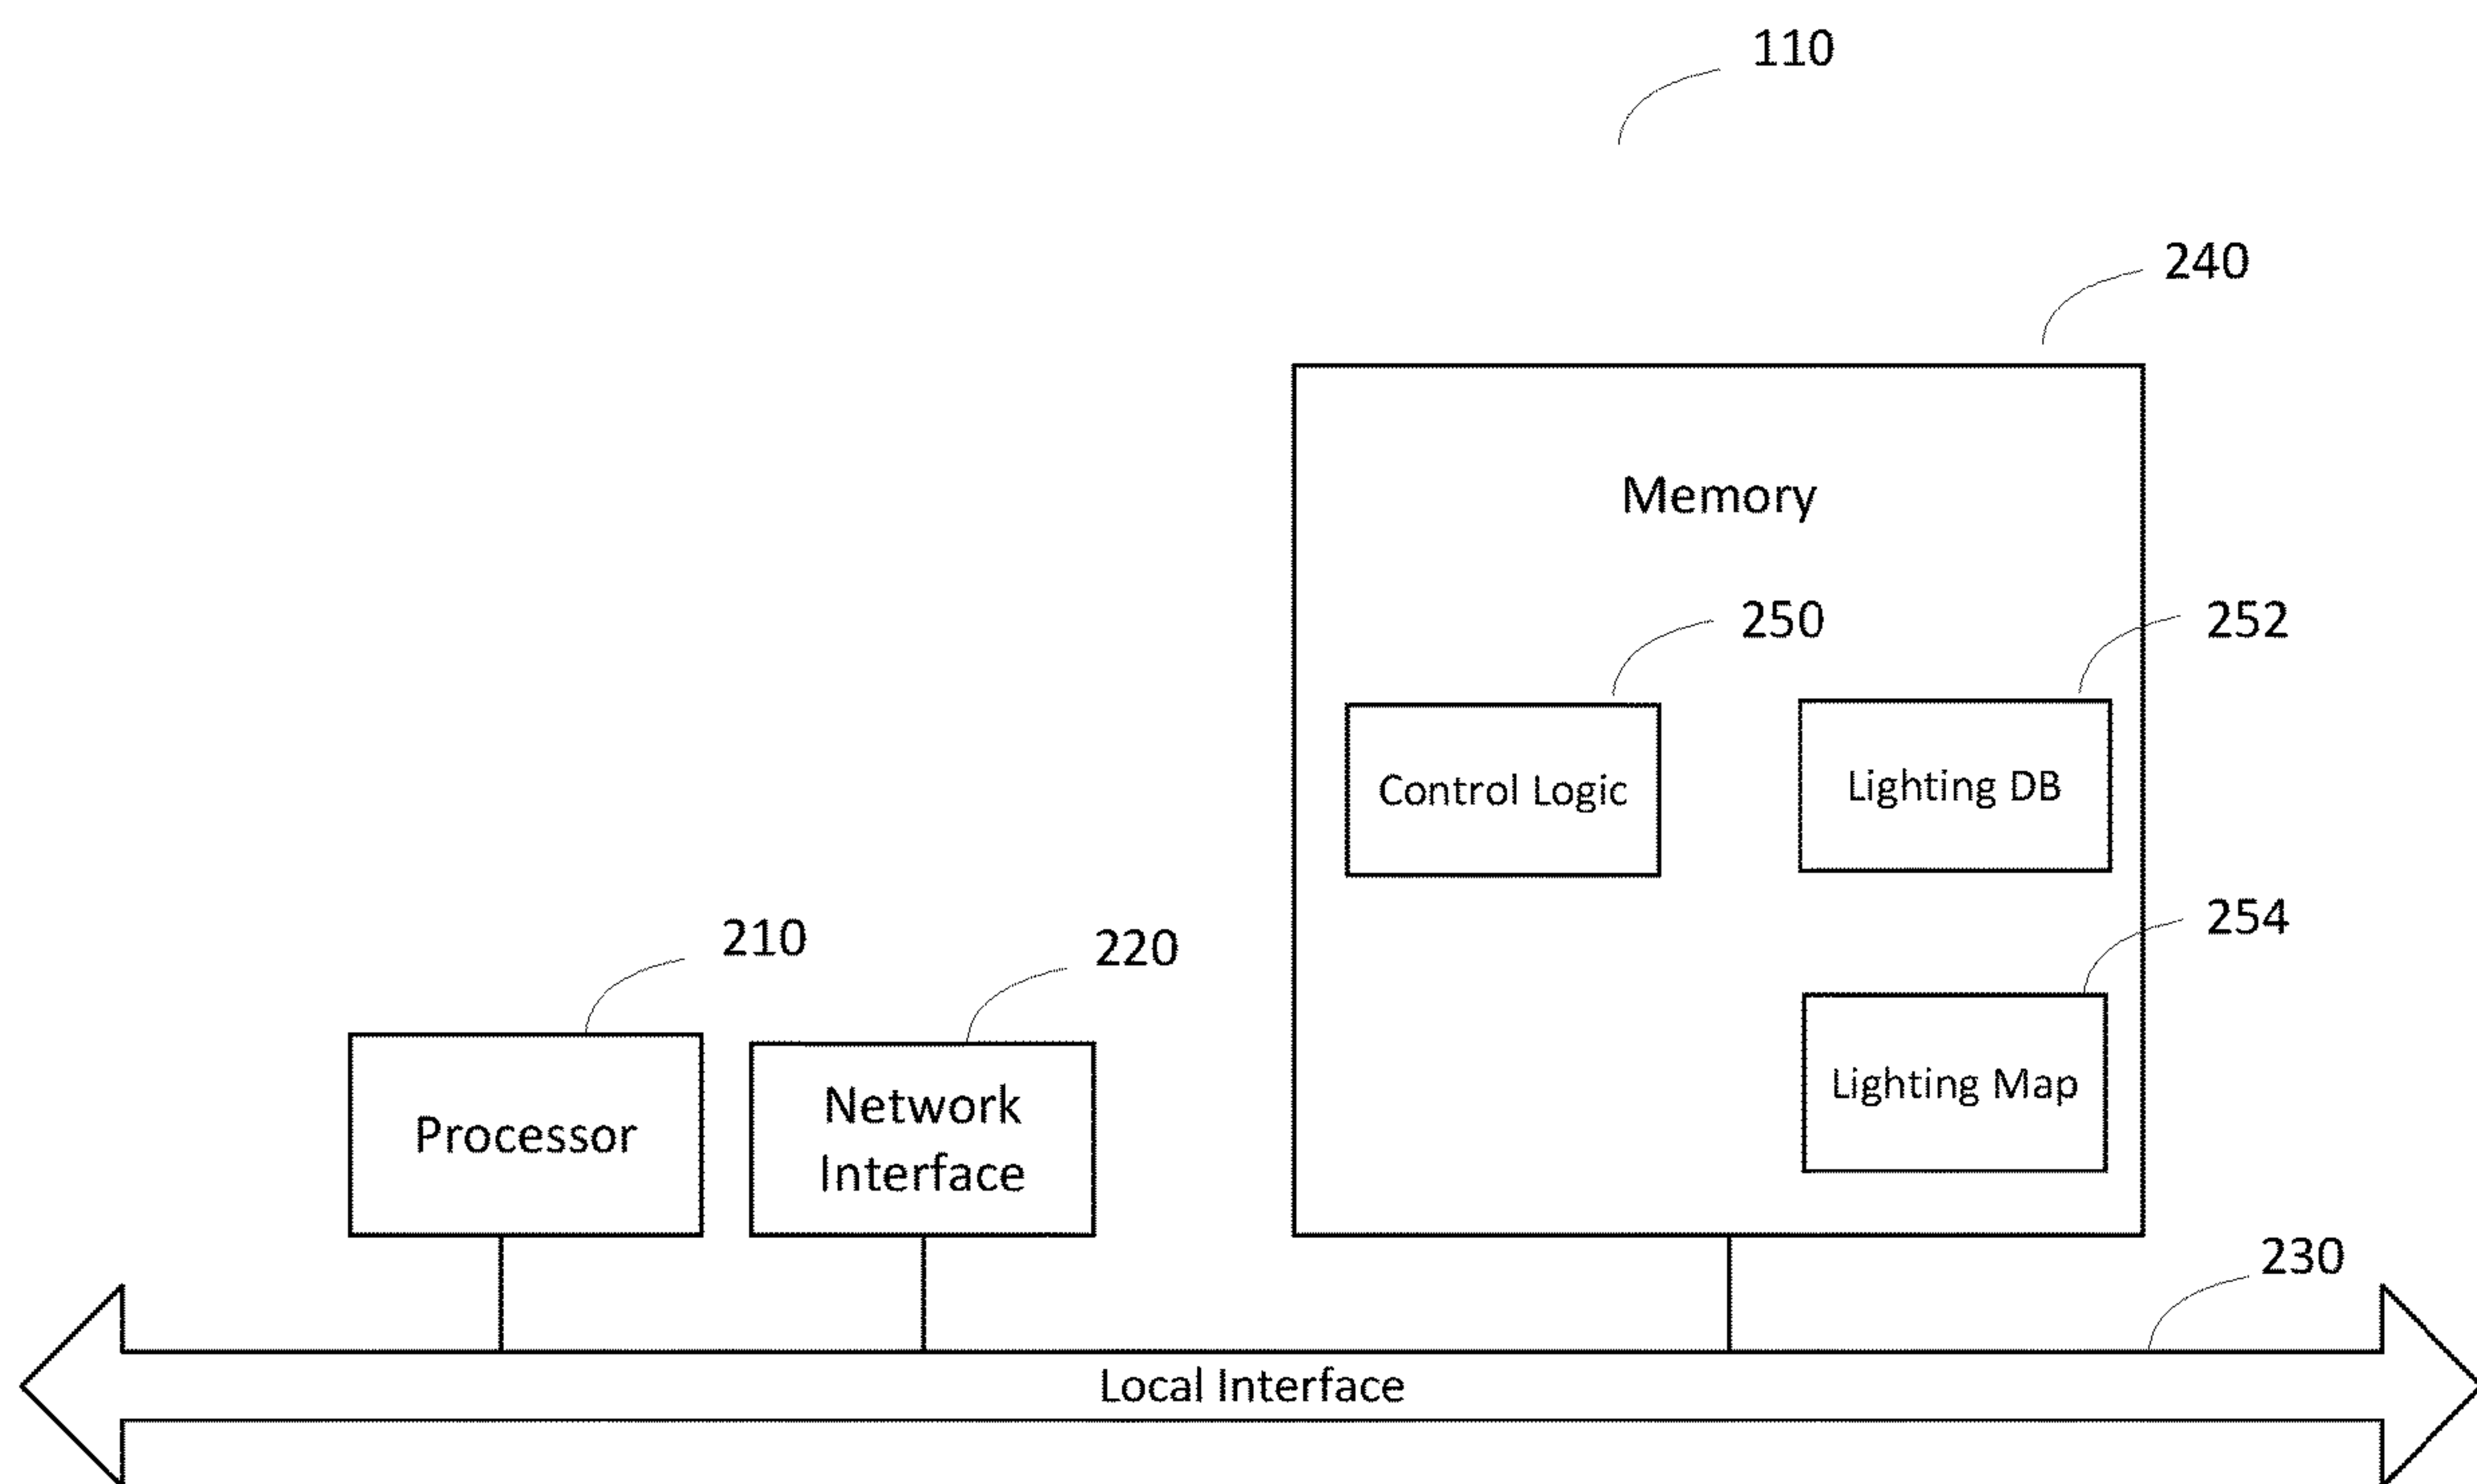 110
240
Memory
250
252
Control Logic
Lighting DB
254
210
220
Lighting Map
Processor
Network
Interface
230
Local Interface